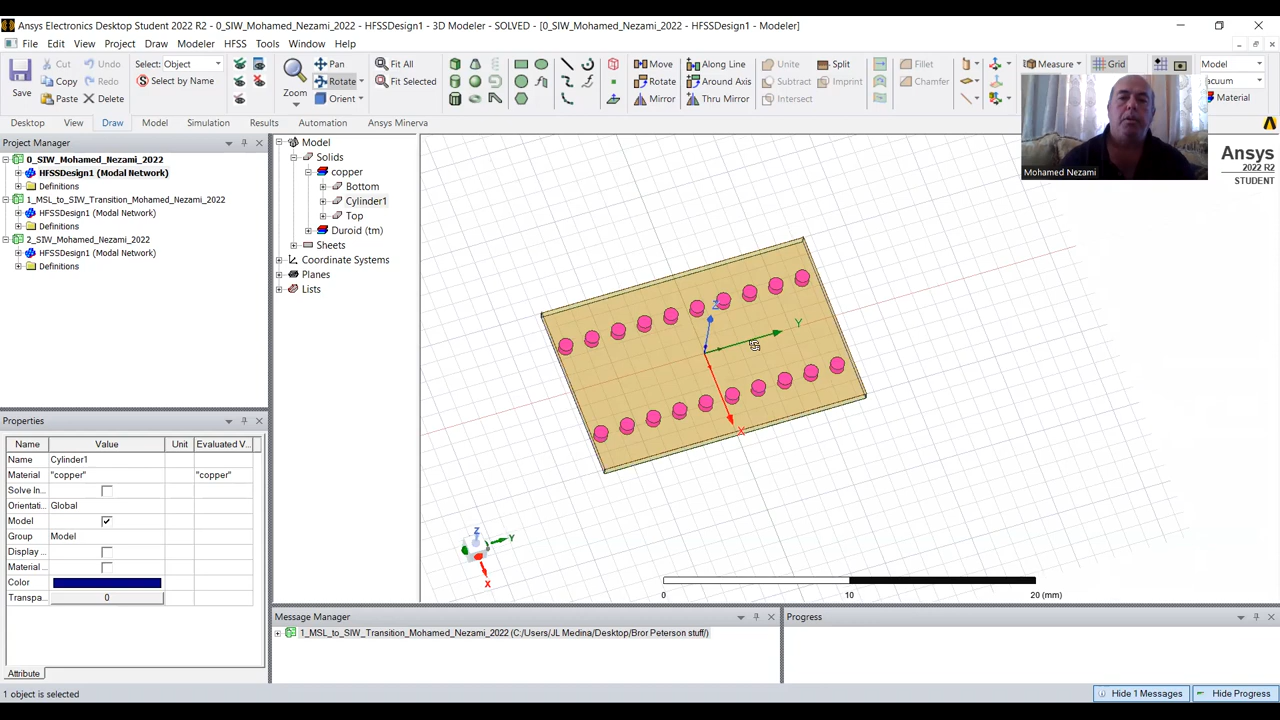 Ansys Electronics Desktop Student 2022 R2 - 0_SIW_Mohamed_Nezami_2022 - HFSSDesign1 - 3D Modeler - SOLVED - [0_SIW_Mohamed_Nezami_2022 - HFSSDesign1 - Modeler]
File Edit View Project Draw Modeler HFSS Tools Window Help
Save
Cut Undo
Copy Redo
Paste Delete
Select: Object
Select by Name
Zoom
Pan
Rotate
Orient
Fit All
Fit Selected
Move Along Line
Rotate Around Axis
Mirror Thru Mirror
Unite Split
Subtract Imprint
Intersect
Fillet
Chamfer
Measure Grid
Model
Material
Desktop View Draw Model Simulation Results Automation Ansys Minerva
Mohamed Nezami
Ansys
2022 R2
STUDENT
Project Manager
0_SIW_Mohamed_Nezami_2022
HFSSDesign1 (Modal Network)
Definitions
1_MSL_to_SIW_Transition_Mohamed_Nezami_2022
HFSSDesign1 (Modal Network)
Definitions
2_SIW_Mohamed_Nezami_2022
HFSSDesign1 (Modal Network)
Definitions
Model
Solids
copper
Bottom
Cylinder1
Top
Duroid (tm)
Sheets
Coordinate Systems
Planes
Lists
Z
Y
X
Z
Y
X
0 10 20 (mm)
Properties
Name Value Unit Evaluated V...
Name Cylinder1
Material "copper" "copper"
Solve In...
Orientati... Global
Model
Group Model
Display ...
Material ...
Color
Transpa... 0
Attribute
Message Manager
1_MSL_to_SIW_Transition_Mohamed_Nezami_2022 (C:/Users/JL Medina/Desktop/Bror Peterson stuff/)
Progress
1 object is selected
Hide 1 Messages Hide Progress